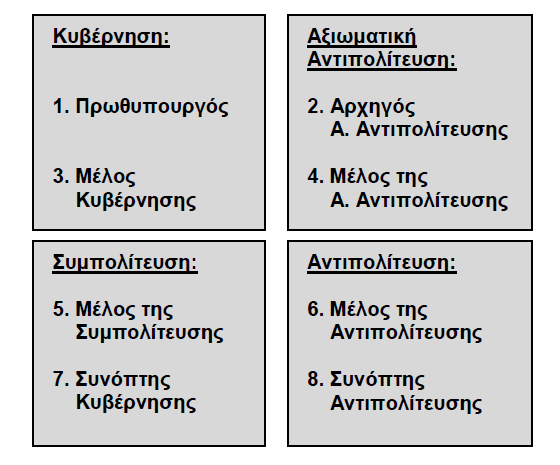 Κυβέρνηση:
1. Πρωθυπουργός
3. Μέλος
Κυβέρνησης
Αξιωματική
Αντιπολίτευση:
2. Αρχηγός
Α. Αντιπολίτευσης
4. Μέλος της
Α. Αντιπολίτευσης
Συμπολίτευση:
5. Μέλος της
Συμπολίτευσης
7. Συνόπτης
Κυβέρνησης
Αντιπολίτευση:
6. Μέλος της
Αντιπολίτευσης
8. Συνόπτης
Αντιπολίτευσης